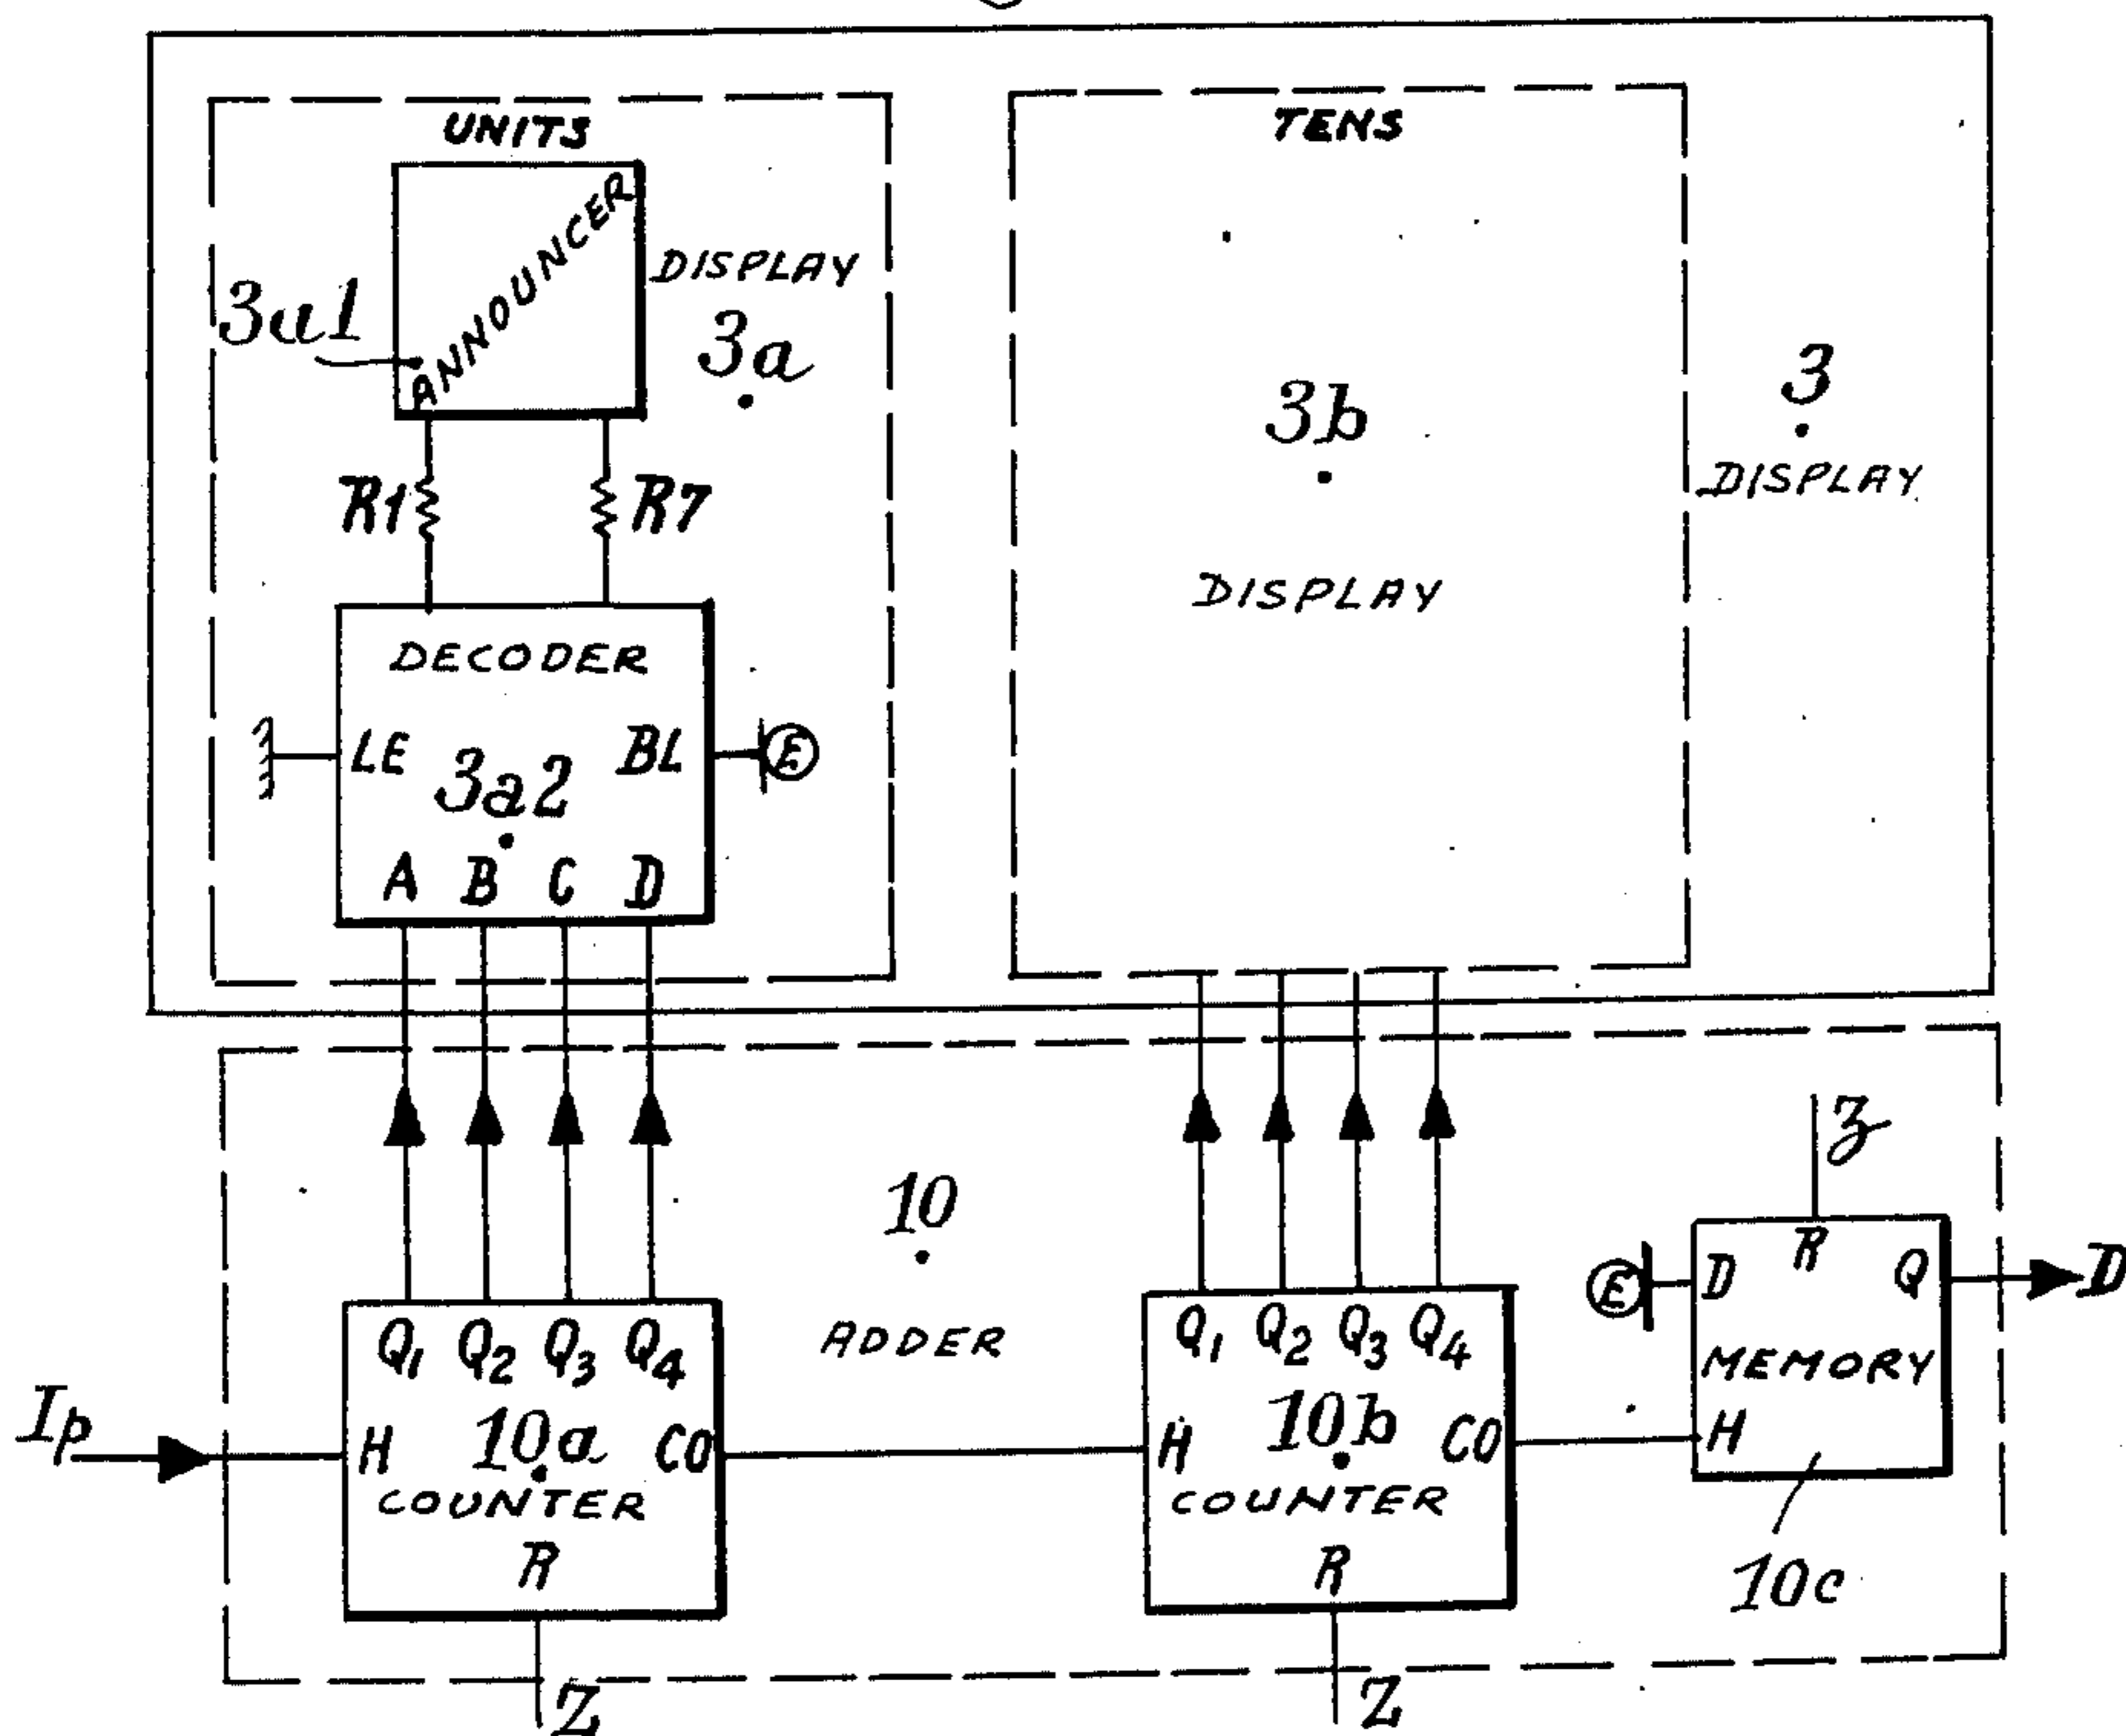 UNITS
TENS
ANNOUNCER
DISPLAY
3a1
3a
3b
3
DISPLAY
R1
R7
DISPLAY
DECODER
LE
3a2
BL
E
A B C D
10
ADDER
z
Q1 Q2 Q3 Q4
Q1 Q2 Q3 Q4
E
D
R
Q
D
MEMORY
Ip
H
10a
CO
H
10b
CO
H
COUNTER
COUNTER
R
R
10c
Z
Z